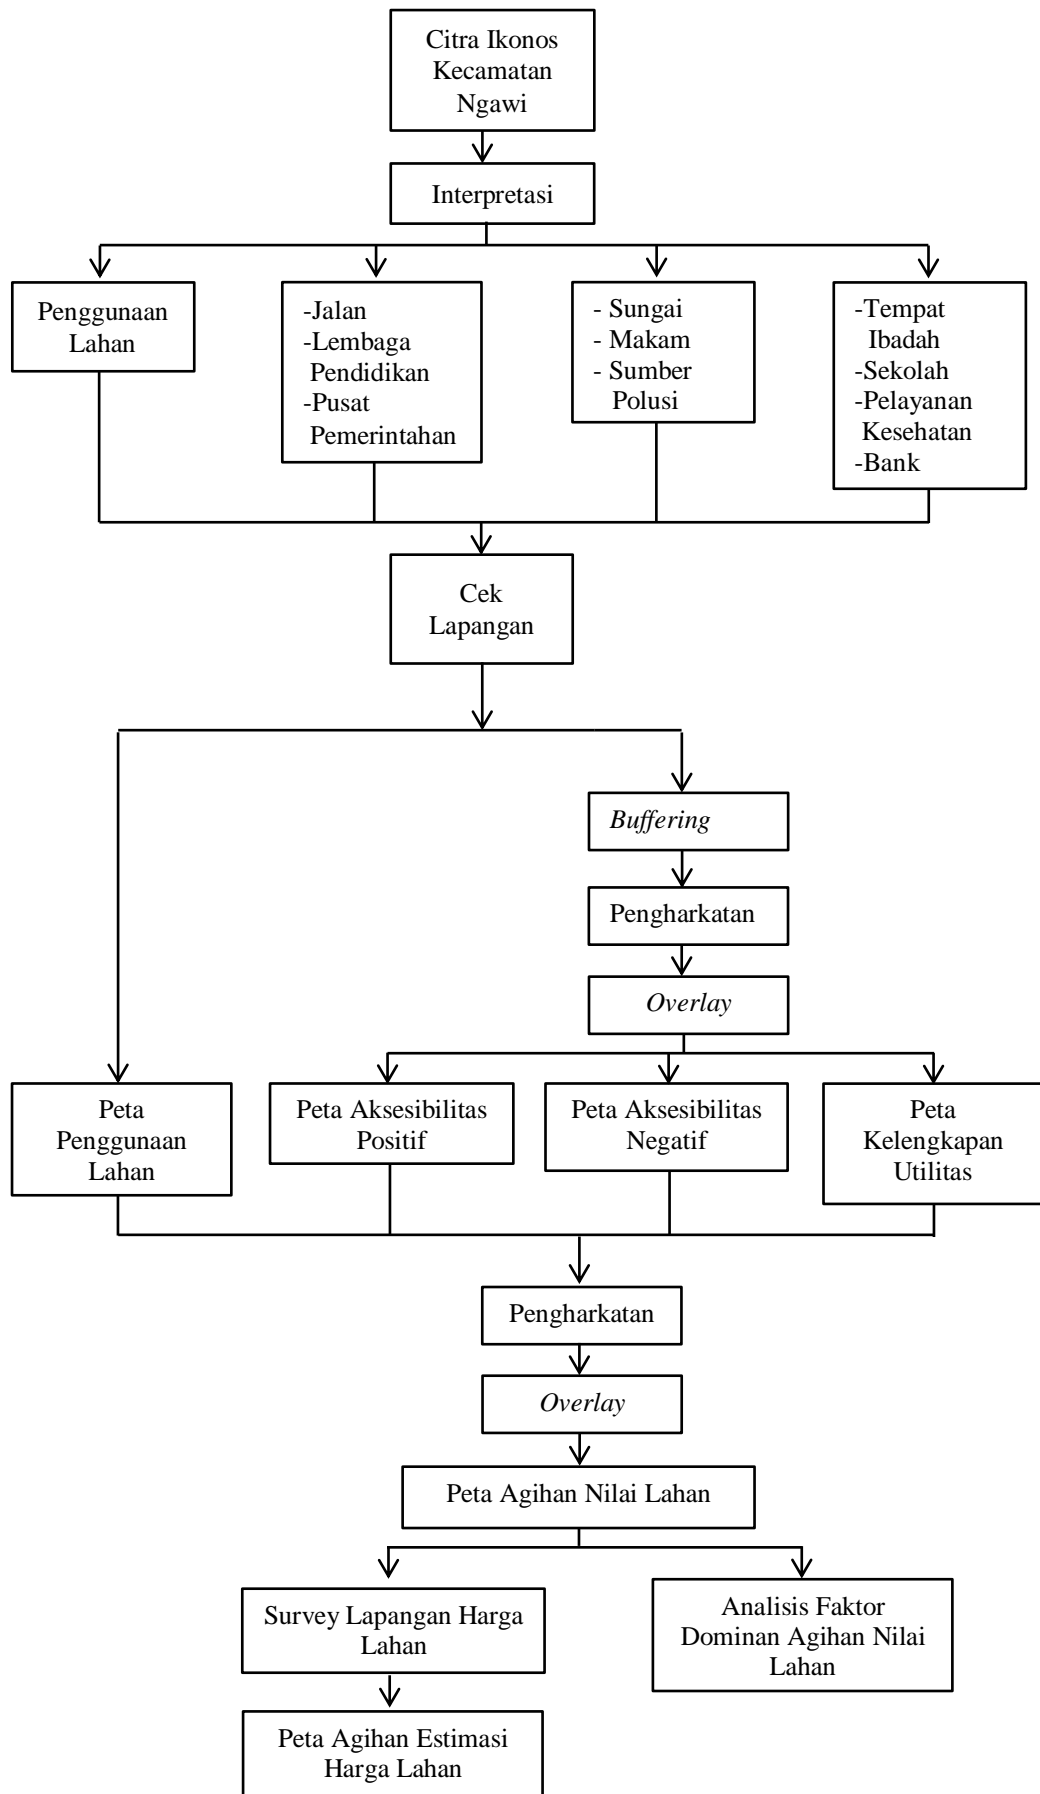 Citra Ikonos
Kecamatan
Ngawi
Interpretasi
Penggunaan
Lahan
-Jalan
-Lembaga
Pendidikan
-Pusat
Pemerintahan
- Sungai
- Makam
- Sumber
Polusi
-Tempat
Ibadah
-Sekolah
-Pelayanan
Kesehatan
-Bank
Cek
Lapangan
Buffering
Pengharkatan
Overlay
Peta
Penggunaan
Lahan
Peta Aksesibilitas
Positif
Peta Aksesibilitas
Negatif
Peta
Kelengkapan
Utilitas
Pengharkatan
Overlay
Peta Agihan Nilai Lahan
Survey Lapangan Harga
Lahan
Analisis Faktor
Dominan Agihan Nilai
Lahan
Peta Agihan Estimasi
Harga Lahan